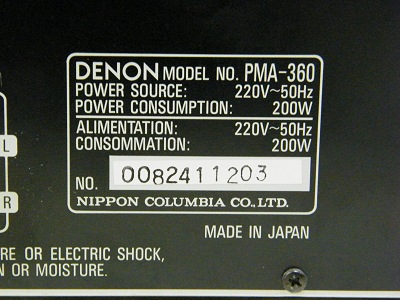 DENON MODEL NO. PMA-360
POWER SOURCE: 220V~50Hz
POWER CONSUMPTION: 200W
ALIMENTATION: 220V~50Hz
CONSOMMATION: 200W
L
NO. 0082411203
R
NIPPON COLUMBIA CO., LTD.
MADE IN JAPAN
RE OR ELECTRIC SHOCK,
N OR MOISTURE.